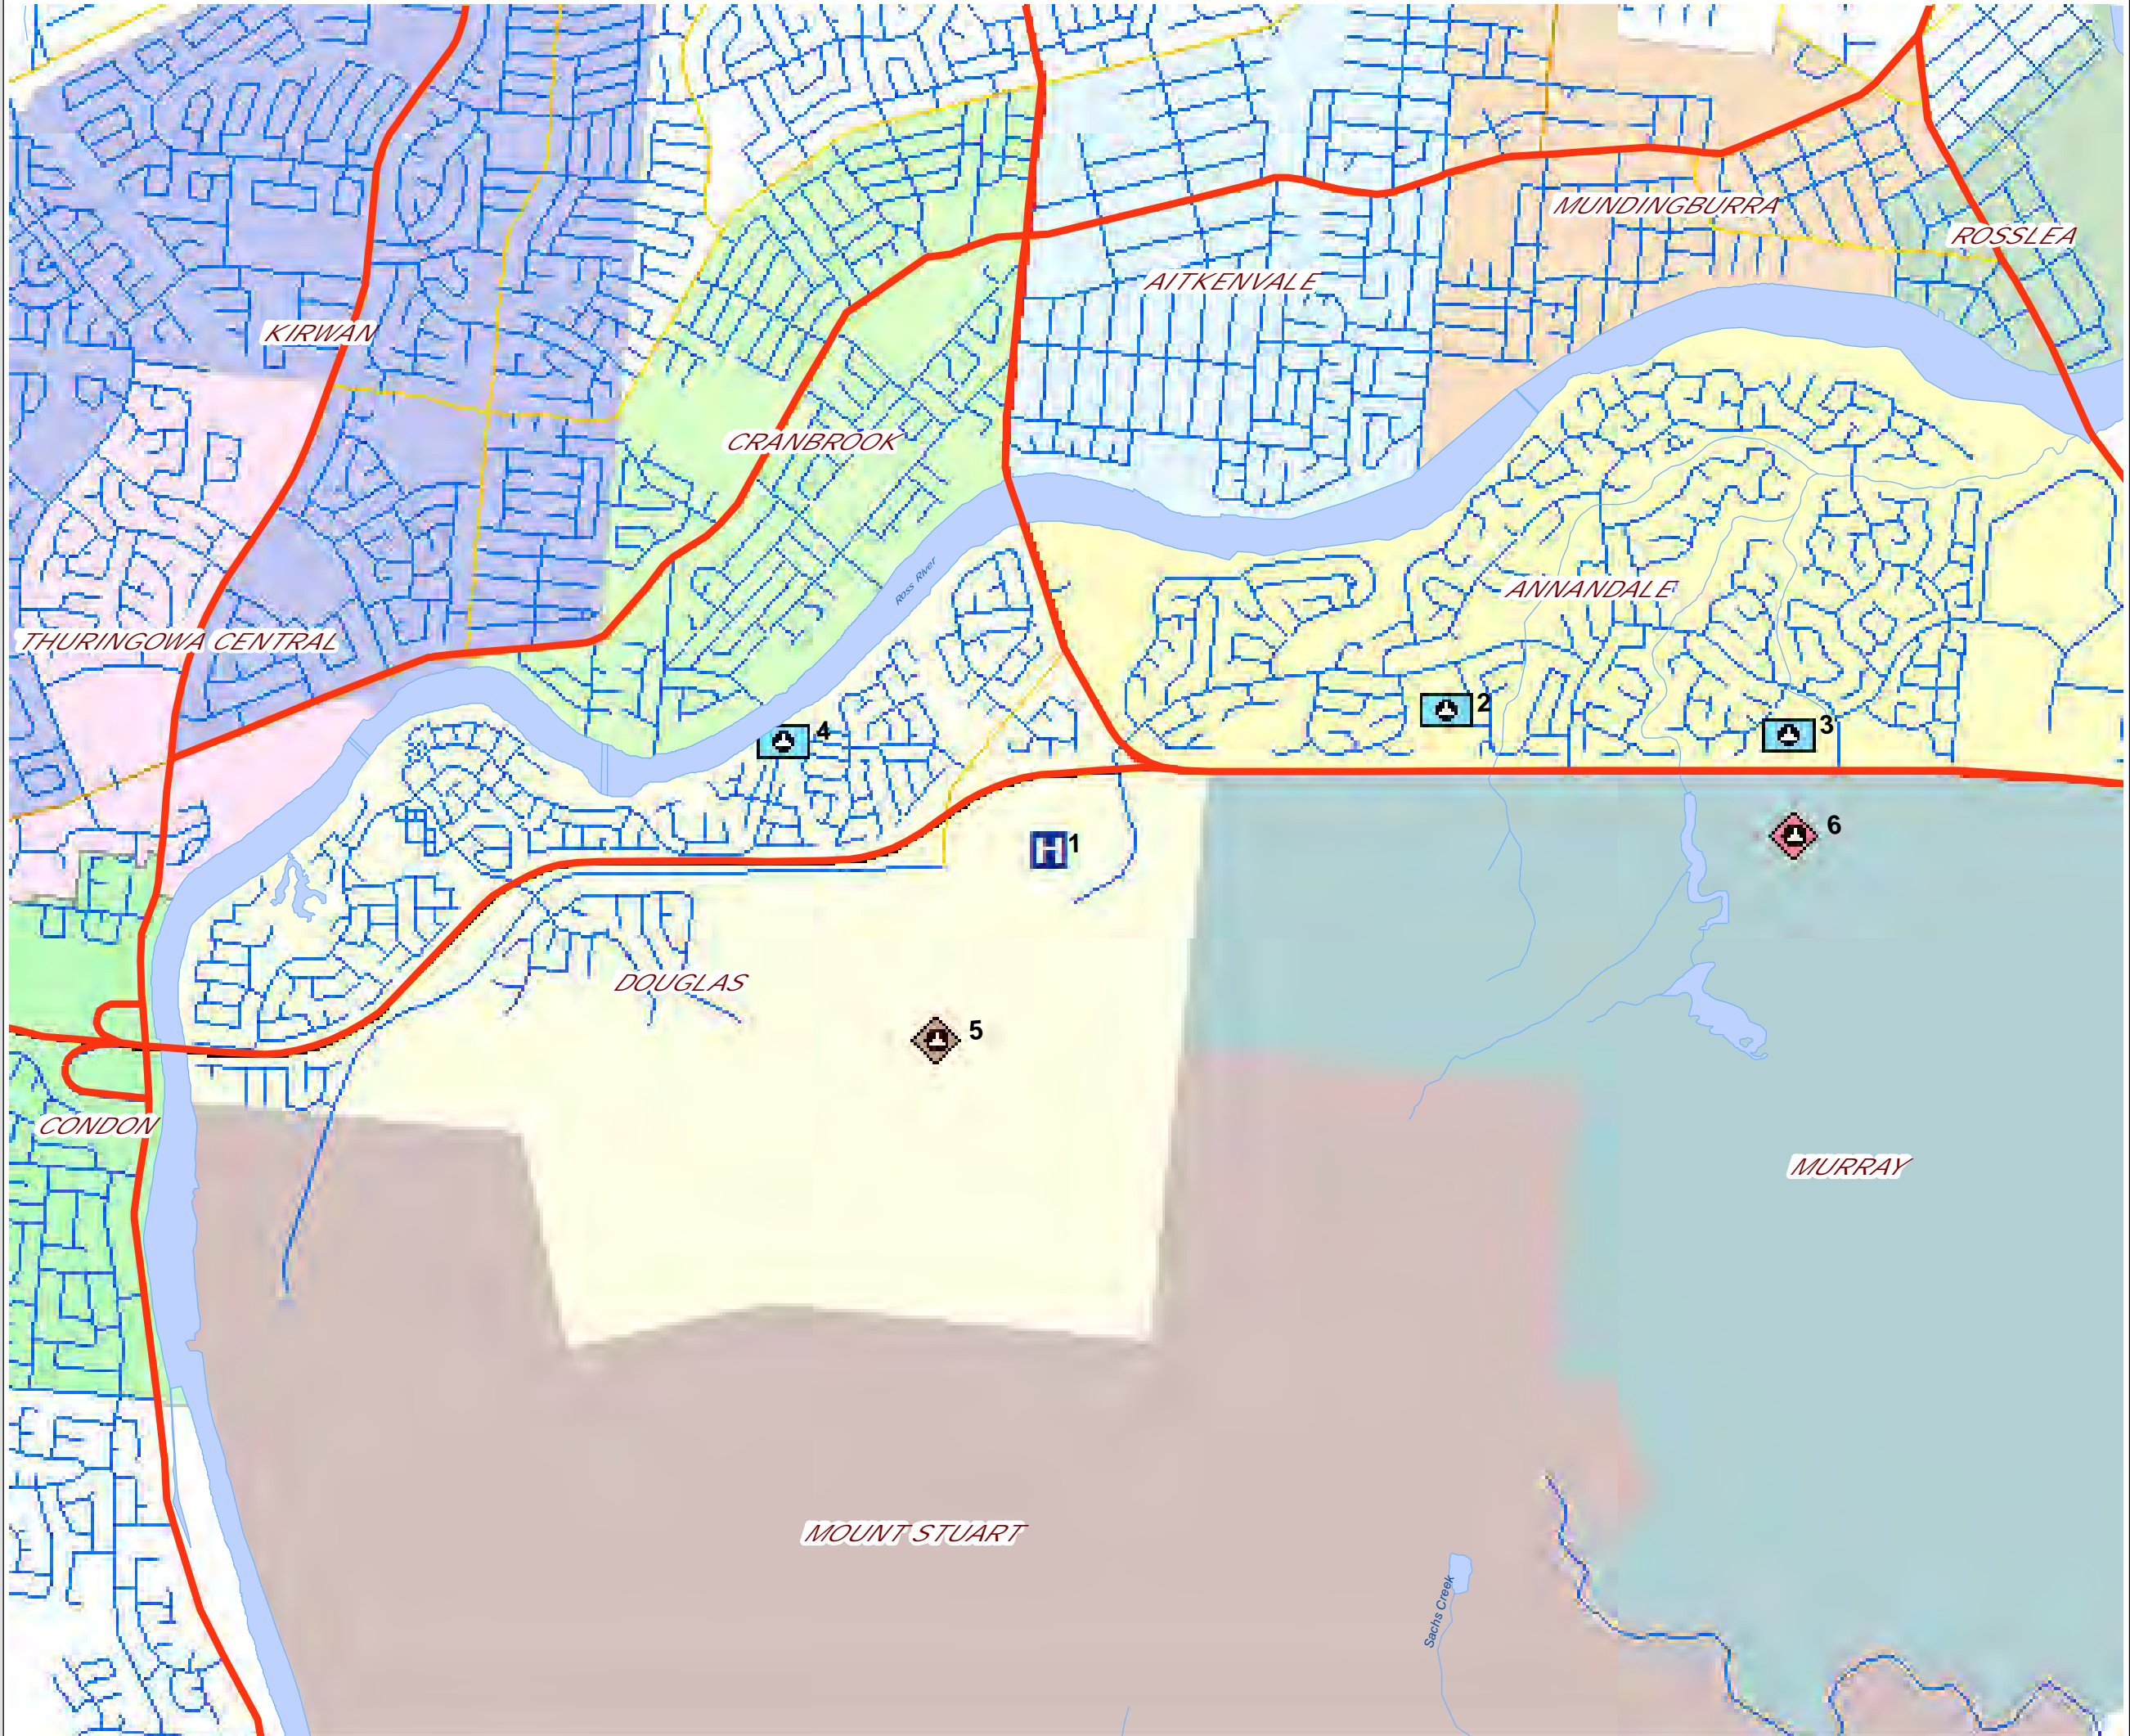 MUNDINGBURRA
ROSSLEA
AITKENVALE
KIRWAN
CRANBROOK
Ross River
ANNANDALE
THURINGOWA CENTRAL
2
3
4
6
H 1
DOUGLAS
5
CONDON
MURRAY
MOUNT STUART
Sachs Creek